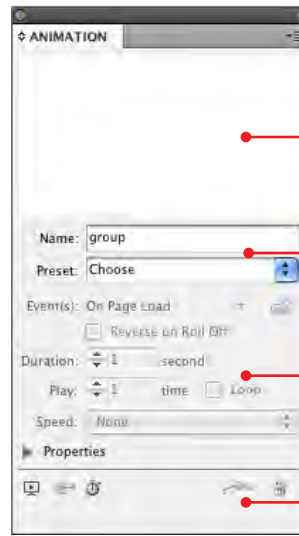 ANIMATION
Name: group
Preset: Choose
Event(s): On Page Load
Reverse on Roll Off
Duration: 1 second
Play: 1 time Loop
Speed: None
Properties